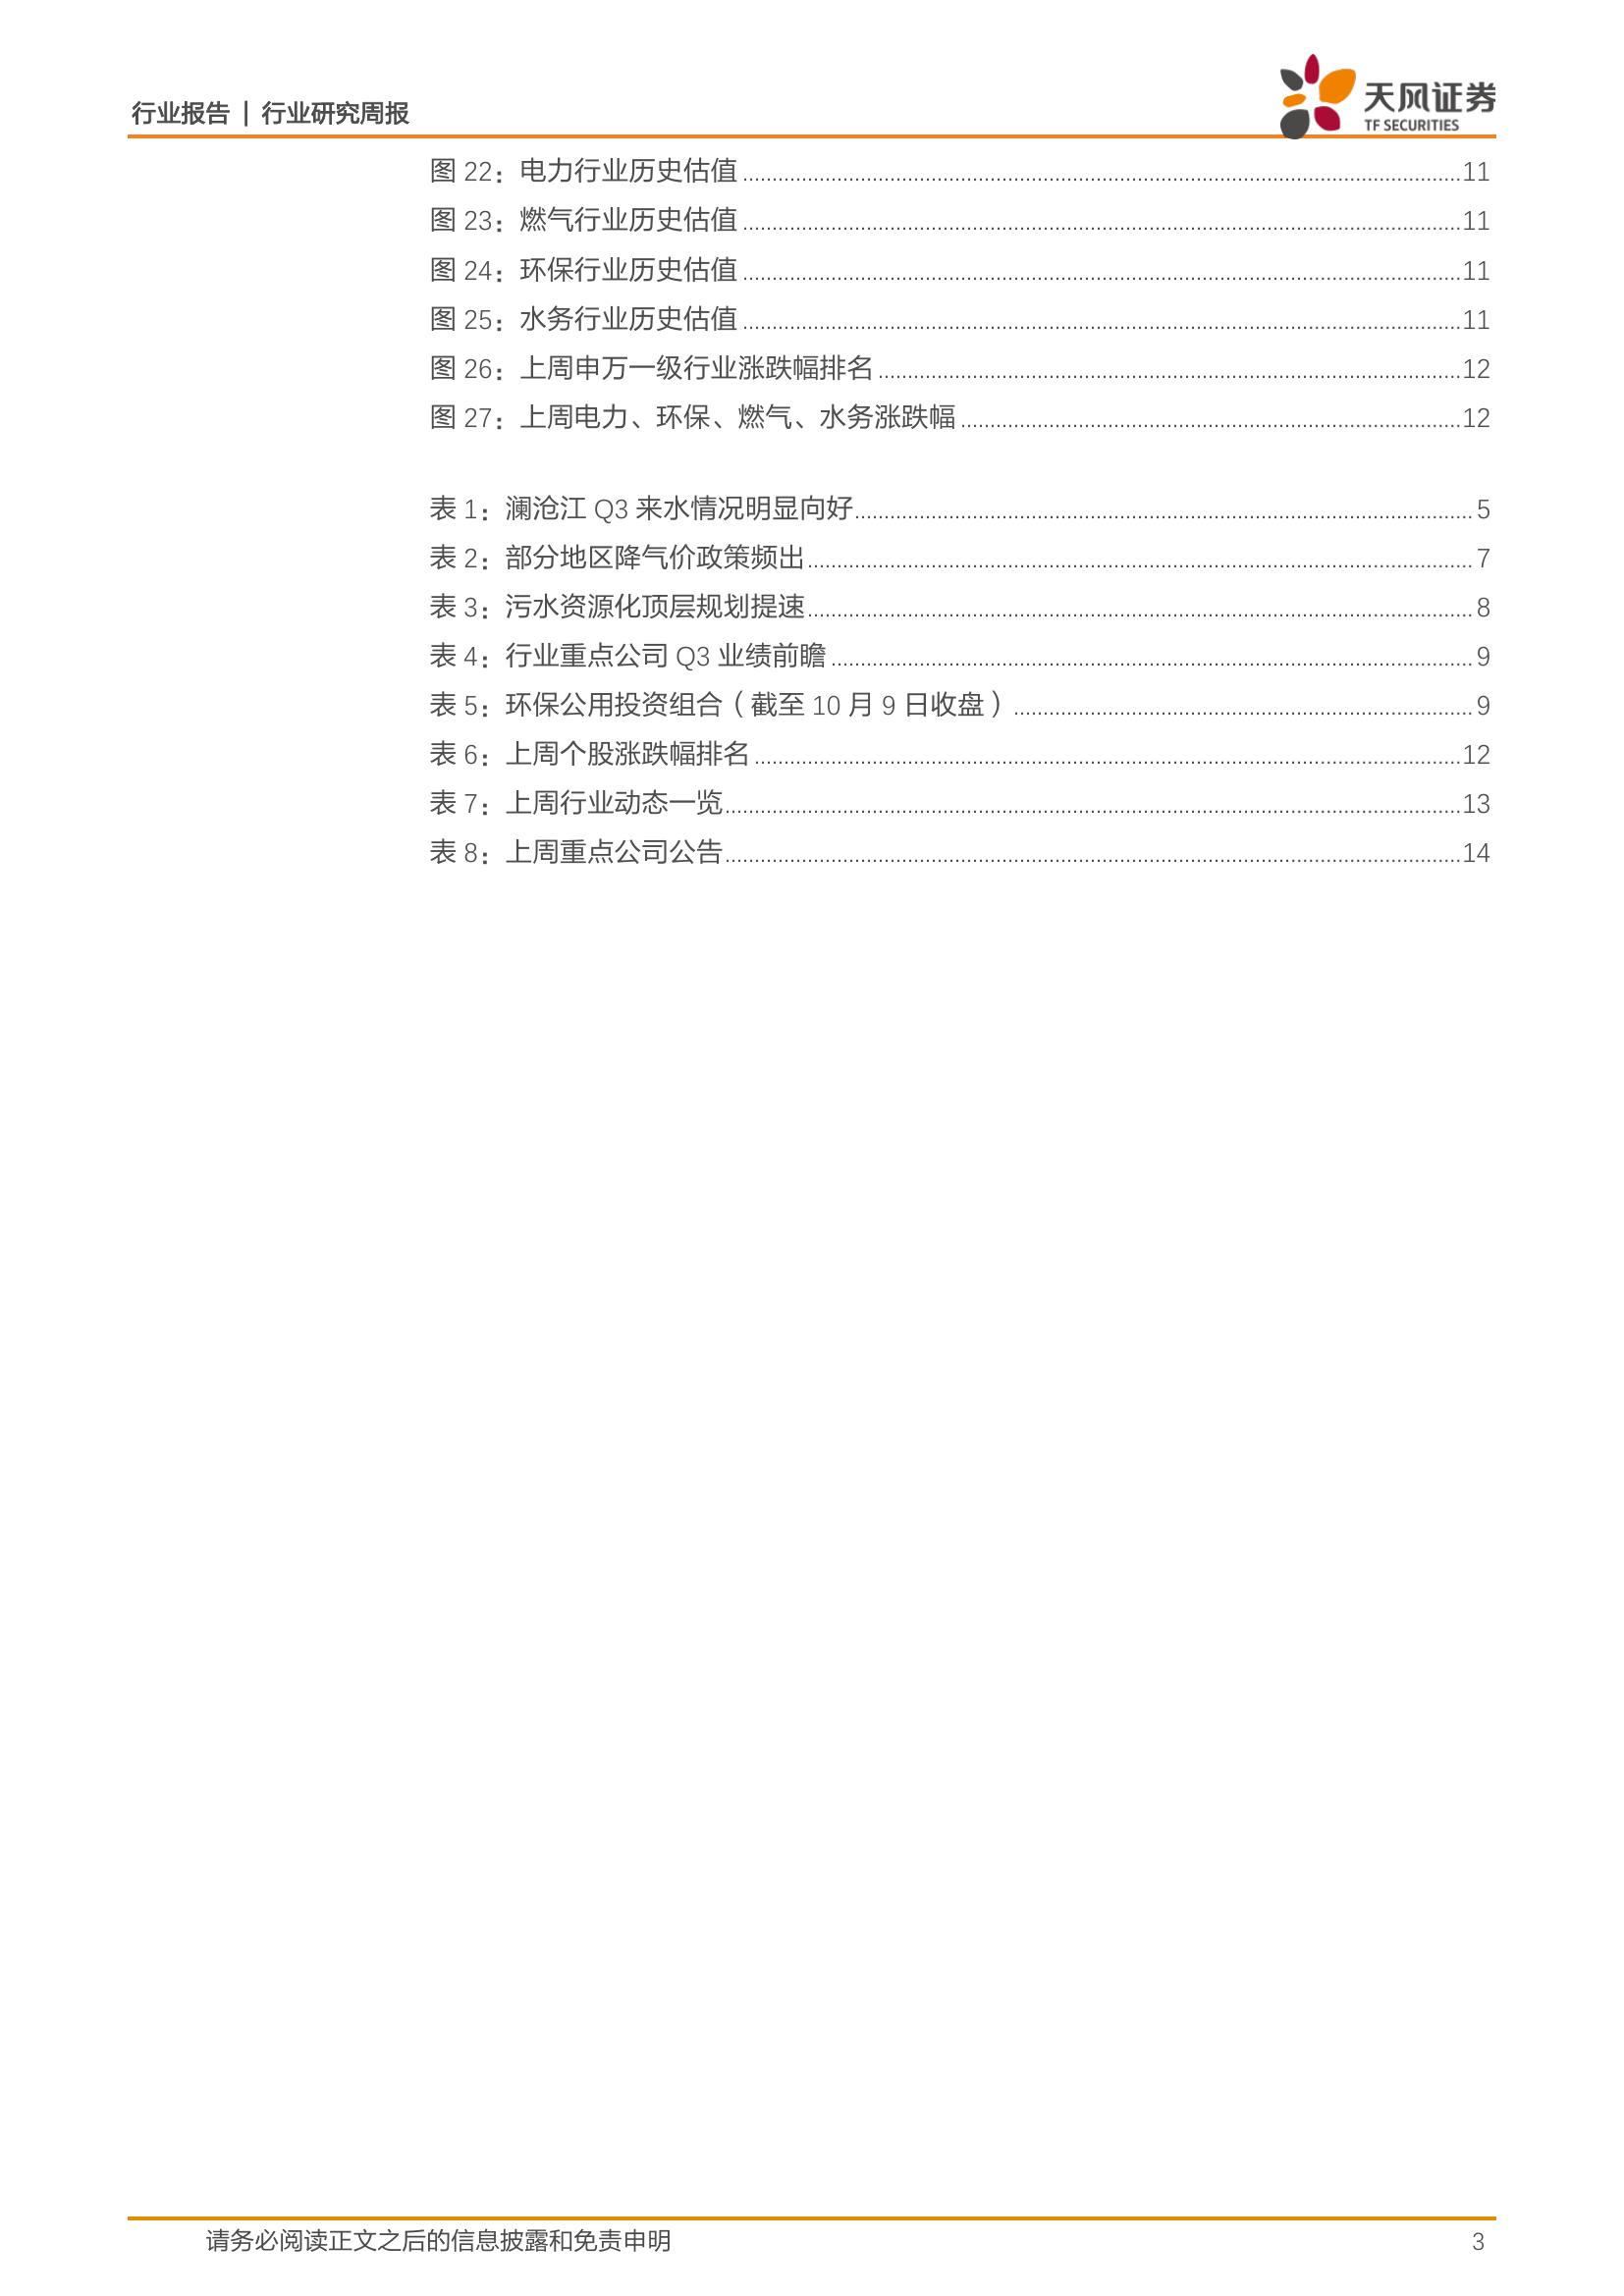 行业报告 | 行业研究周报
天风证券
TF SECURITIES
图 22：电力行业历史估值 ........ 11
图 23：燃气行业历史估值 ........ 11
图 24：环保行业历史估值 ........ 11
图 25：水务行业历史估值 ........ 11
图 26：上周申万一级行业涨跌幅排名 ........ 12
图 27：上周电力、环保、燃气、水务涨跌幅 ........ 12
表 1：澜沧江 Q3 来水情况明显向好 ........ 5
表 2：部分地区降气价政策频出 ........ 7
表 3：污水资源化顶层规划提速 ........ 8
表 4：行业重点公司 Q3 业绩前瞻 ........ 9
表 5：环保公用投资组合（截至 10 月 9 日收盘） ........ 9
表 6：上周个股涨跌幅排名 ........ 12
表 7：上周行业动态一览 ........ 13
表 8：上周重点公司公告 ........ 14
请务必阅读正文之后的信息披露和免责申明 3